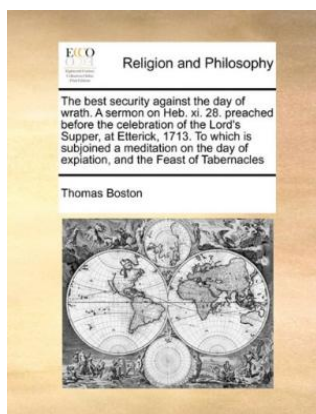 ECCO
Religion and Philosophy
The best security against the day of
wrath. A sermon on Heb. xi. 28. preached
before the celebration of the Lord's
Supper, at Etterick, 1713. To which is
subjoined a meditation on the day of
expiation, and the Feast of Tabernacles
Thomas Boston